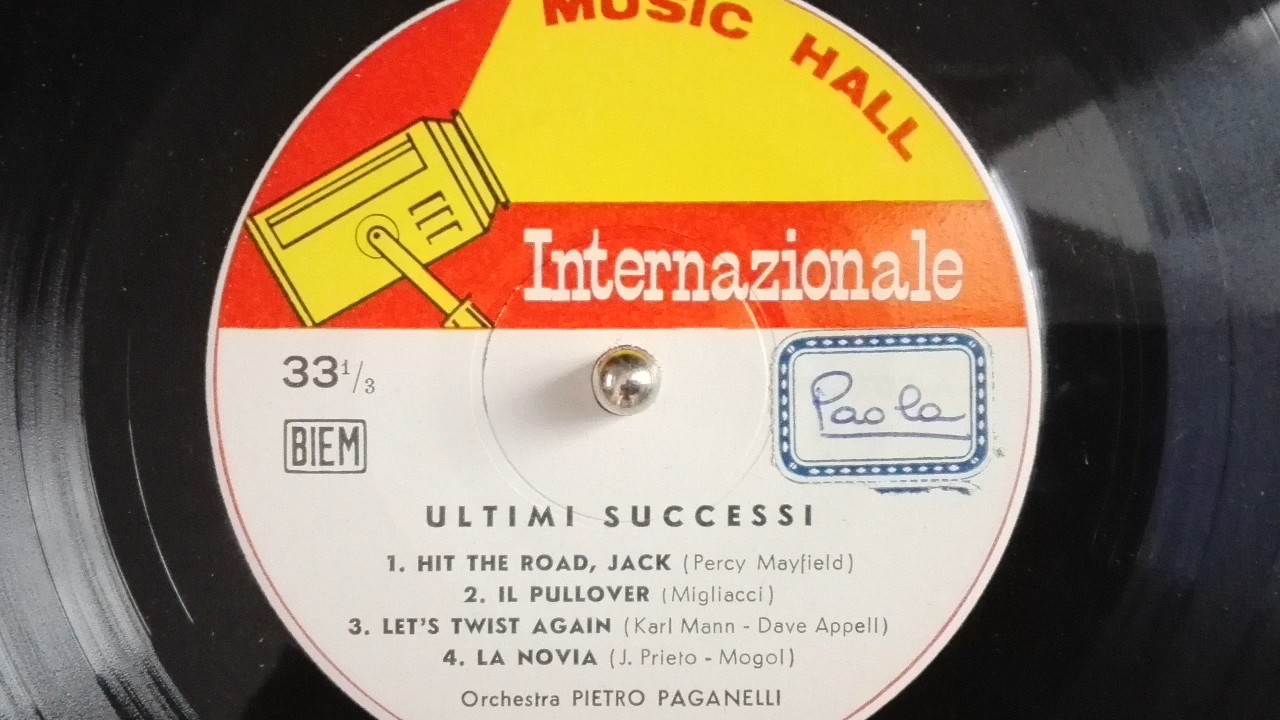 MUSIC HALL
Internazionale
33 1/3
Paola
BIEM
ULTIMI SUCCESSI
1. HIT THE ROAD, JACK (Percy Mayfield)
2. IL PULLOVER (Migliacci)
3. LET'S TWIST AGAIN (Karl Mann - Dave Appell)
4. LA NOVIA (J. Prieto - Mogol)
Orchestra PIETRO PAGANELLI